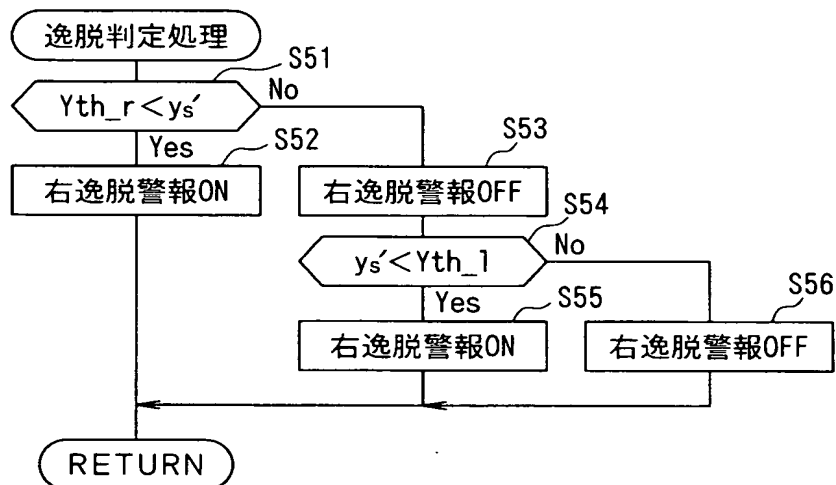 逸脱判定処理
S51
Yth_r<ys′
No
Yes
S52
右逸脱警報ON
S53
右逸脱警報OFF
S54
ys′<Yth_l
No
Yes
S55
右逸脱警報ON
S56
右逸脱警報OFF
RETURN